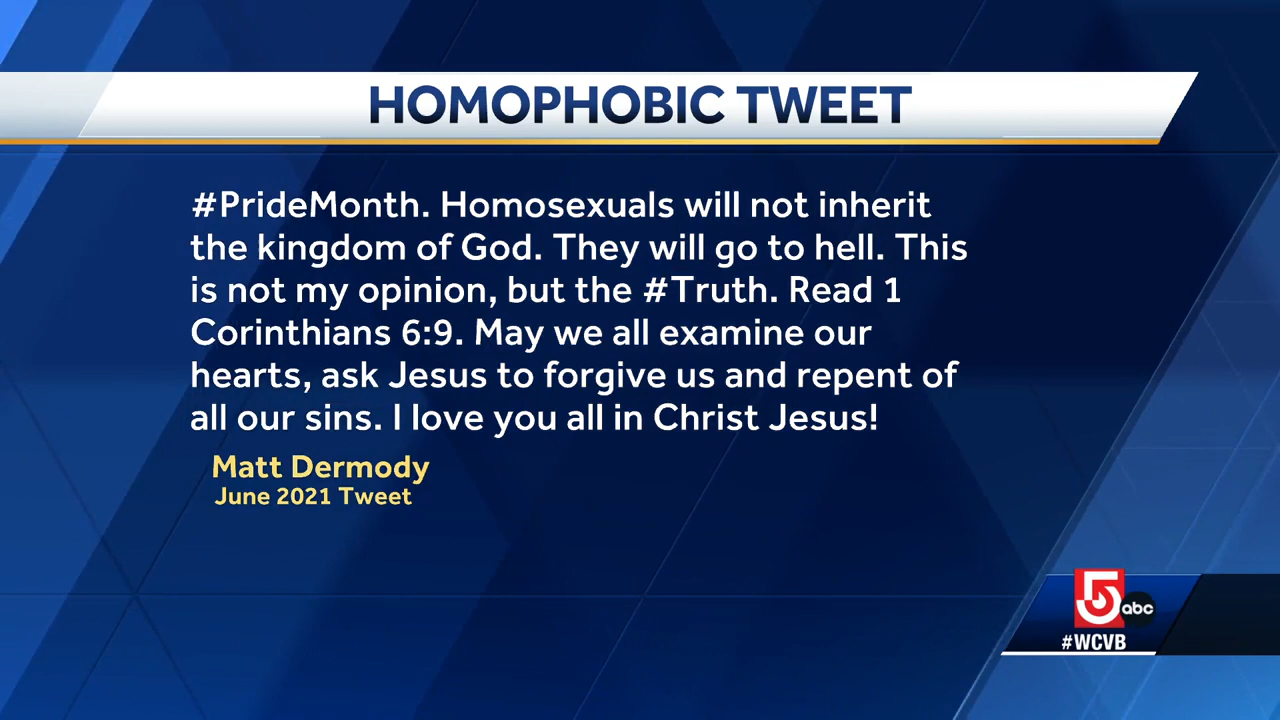 HOMOPHOBIC TWEET
#PrideMonth. Homosexuals will not inherit
the kingdom of God. They will go to hell. This
is not my opinion, but the #Truth. Read 1
Corinthians 6:9. May we all examine our
hearts, ask Jesus to forgive us and repent of
all our sins. I love you all in Christ Jesus!
Matt Dermody
June 2021 Tweet
5 abc
#WCVB